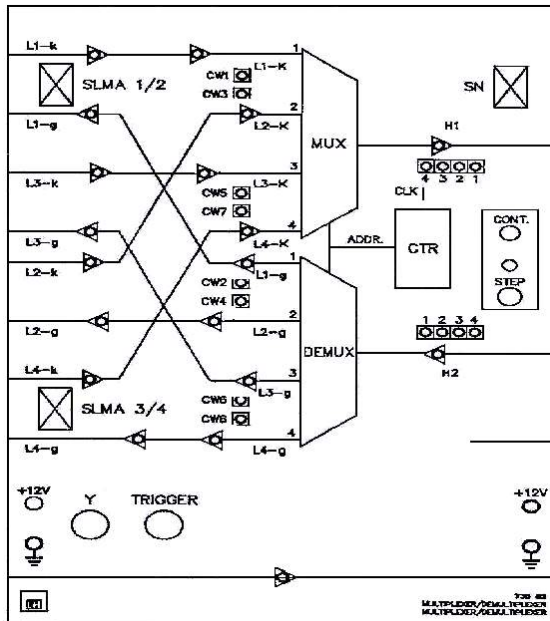 L1-k
1
L1-K
SLMA 1/2
CW1
CW3
SN
L1-g
2
L2-K
MUX
H1
L3-k
3
L3-K
4 3 2 1
CLK
CW5
CW7
L3-g
4
L4-K
ADDR.
CTR
CONT.
STEP
L2-k
1
L1-g
CW2
CW4
L2-g
2
L2-g
1 2 3 4
DEMUX
H2
L4-k
3
L3-g
SLMA 3/4
CW6
CW8
L4-g
4
L4-g
+12V
Y
TRIGGER
+12V
MULTIPLEXER/DEMULTIPLEXER
MULTIPLEXER/DEMULTIPLEXER